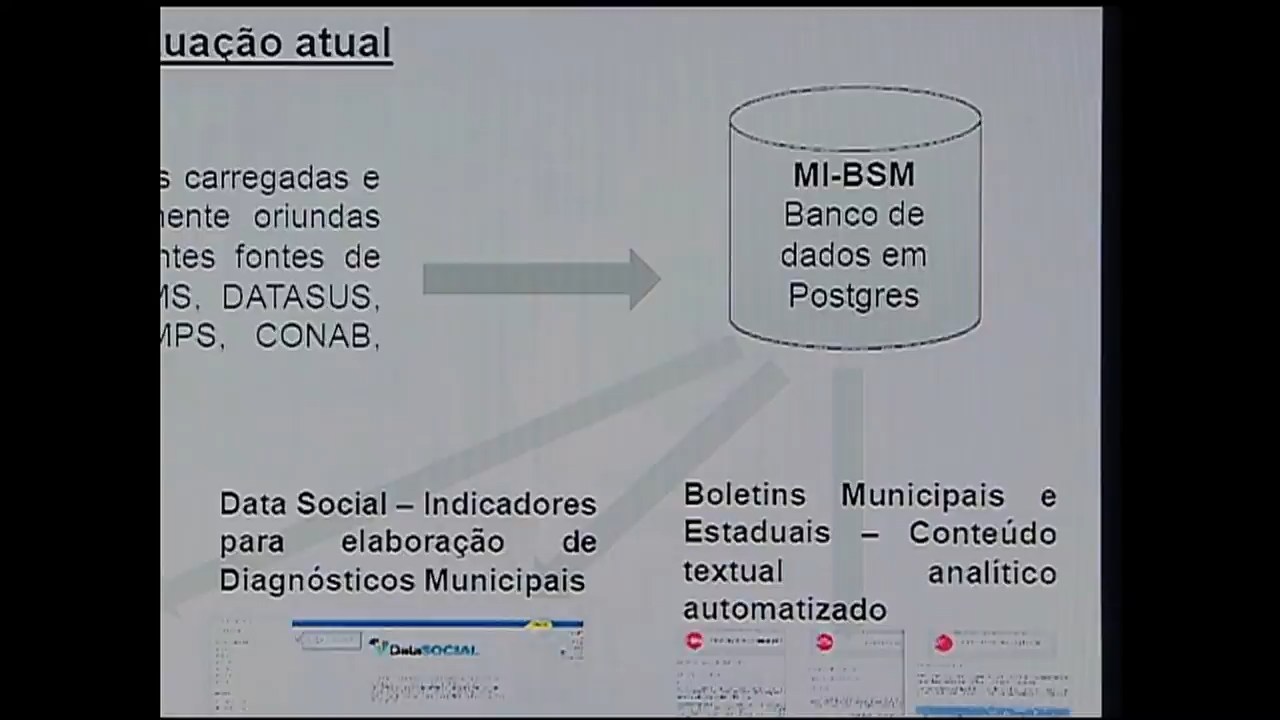 uação atual
s carregadas e
mente oriundas
ntes fontes de
MS, DATASUS,
MPS, CONAB,
MI-BSM
Banco de
dados em
Postgres
Data Social – Indicadores
para elaboração de
Diagnósticos Municipais
Boletins Municipais e
Estaduais – Conteúdo
textual analítico
automatizado
DataSOCIAL